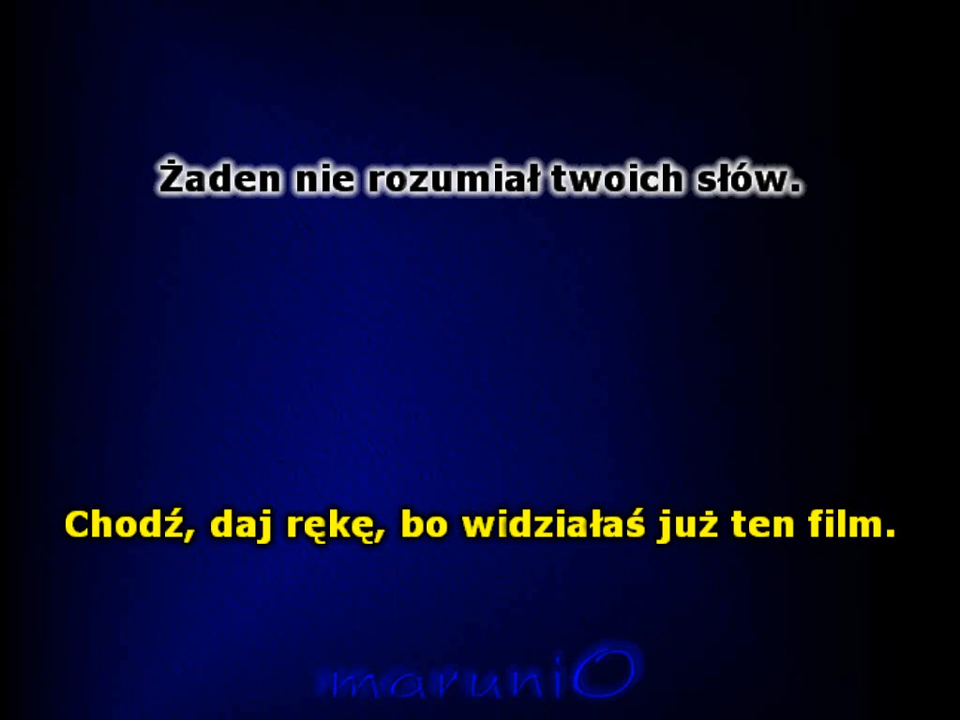 Żaden nie rozumiał twoich słów.
Chodź, daj rękę, bo widziałaś już ten film.
maruniO